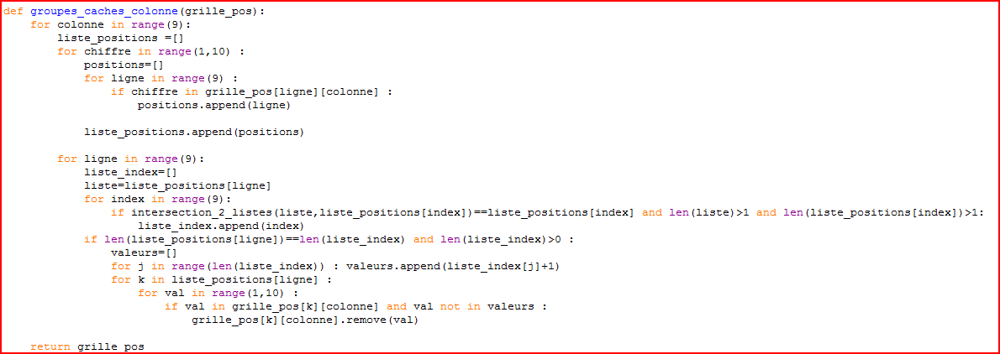 def groupes_caches_colonne(grille_pos):
    for colonne in range(9):
        liste_positions =[]
        for chiffre in range(1,10) :
            positions=[]
            for ligne in range(9) :
                if chiffre in grille_pos[ligne][colonne] :
                    positions.append(ligne)

            liste_positions.append(positions)

        for ligne in range(9):
            liste_index=[]
            liste=liste_positions[ligne]
            for index in range(9):
                if intersection_2_listes(liste,liste_positions[index])==liste_positions[index] and len(liste)>1 and len(liste_positions[index])>1:
                    liste_index.append(index)
            if len(liste_positions[ligne])==len(liste_index) and len(liste_index)>0 :
                valeurs=[]
                for j in range(len(liste_index)) : valeurs.append(liste_index[j]+1)
                for k in liste_positions[ligne] :
                    for val in range(1,10) :
                        if val in grille_pos[k][colonne] and val not in valeurs :
                            grille_pos[k][colonne].remove(val)

    return grille_pos